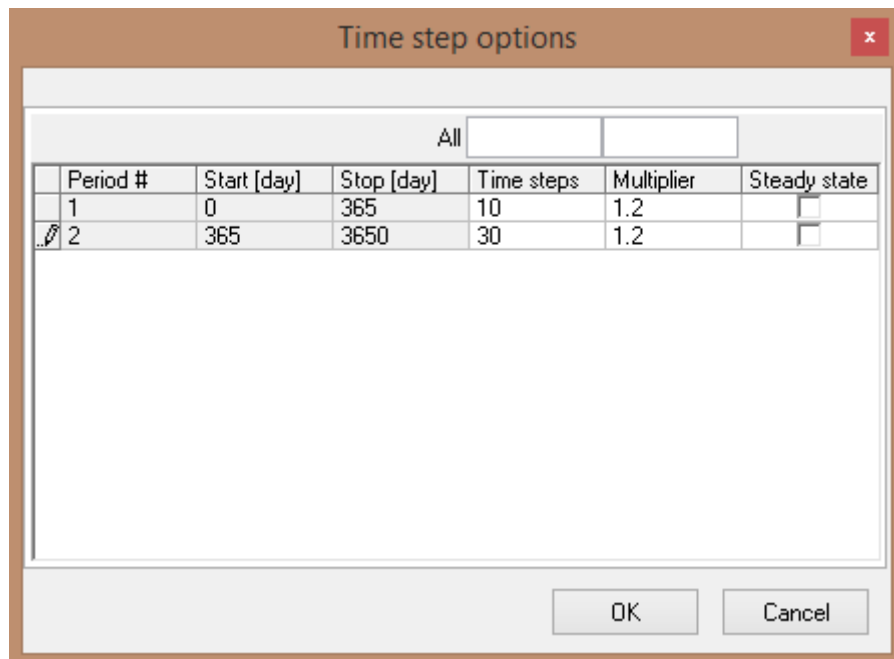 Time step options
x
All
Period # Start [day] Stop [day] Time steps Multiplier Steady state
1 0 365 10 1.2
2 365 3650 30 1.2
OK Cancel